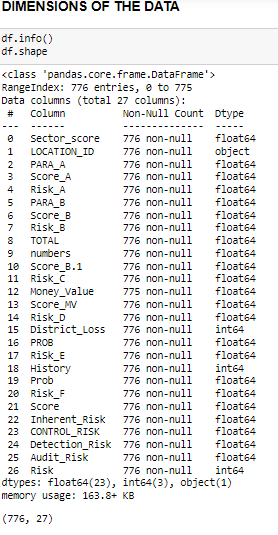 DIMENSIONS OF THE DATA
df.info()
df.shape
<class 'pandas.core.frame.DataFrame'>
RangeIndex: 776 entries, 0 to 775
Data columns (total 27 columns):
 #   Column          Non-Null Count  Dtype
---  ------          --------------  -----
 0   Sector_score    776 non-null    float64
 1   LOCATION_ID     776 non-null    object
 2   PARA_A          776 non-null    float64
 3   Score_A         776 non-null    float64
 4   Risk_A          776 non-null    float64
 5   PARA_B          776 non-null    float64
 6   Score_B         776 non-null    float64
 7   Risk_B          776 non-null    float64
 8   TOTAL           776 non-null    float64
 9   numbers         776 non-null    float64
 10  Score_B.1       776 non-null    float64
 11  Risk_C          776 non-null    float64
 12  Money_Value     775 non-null    float64
 13  Score_MV        776 non-null    float64
 14  Risk_D          776 non-null    float64
 15  District_Loss   776 non-null    int64
 16  PROB            776 non-null    float64
 17  RiSk_E          776 non-null    float64
 18  History         776 non-null    int64
 19  Prob            776 non-null    float64
 20  Risk_F          776 non-null    float64
 21  Score           776 non-null    float64
 22  Inherent_Risk   776 non-null    float64
 23  CONTROL_RISK    776 non-null    float64
 24  Detection_Risk  776 non-null    float64
 25  Audit_Risk      776 non-null    float64
 26  Risk            776 non-null    int64
dtypes: float64(23), int64(3), object(1)
memory usage: 163.8+ KB
(776, 27)